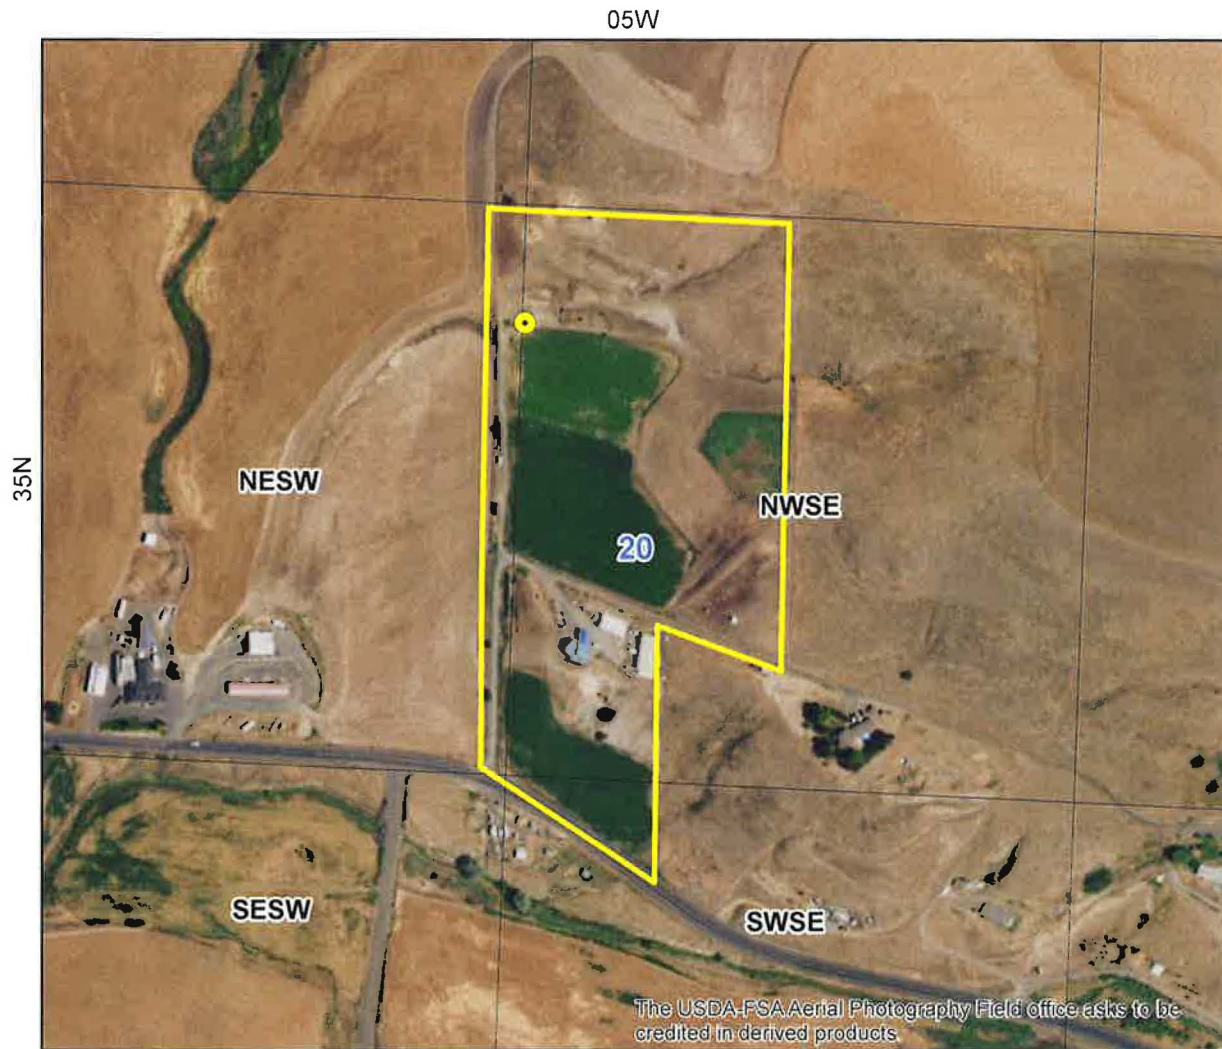 05W
35N
NESW
NWSE
20
SESW
SWSE
The USDA-FSA Aerial Photography Field office asks to be
credited in derived products